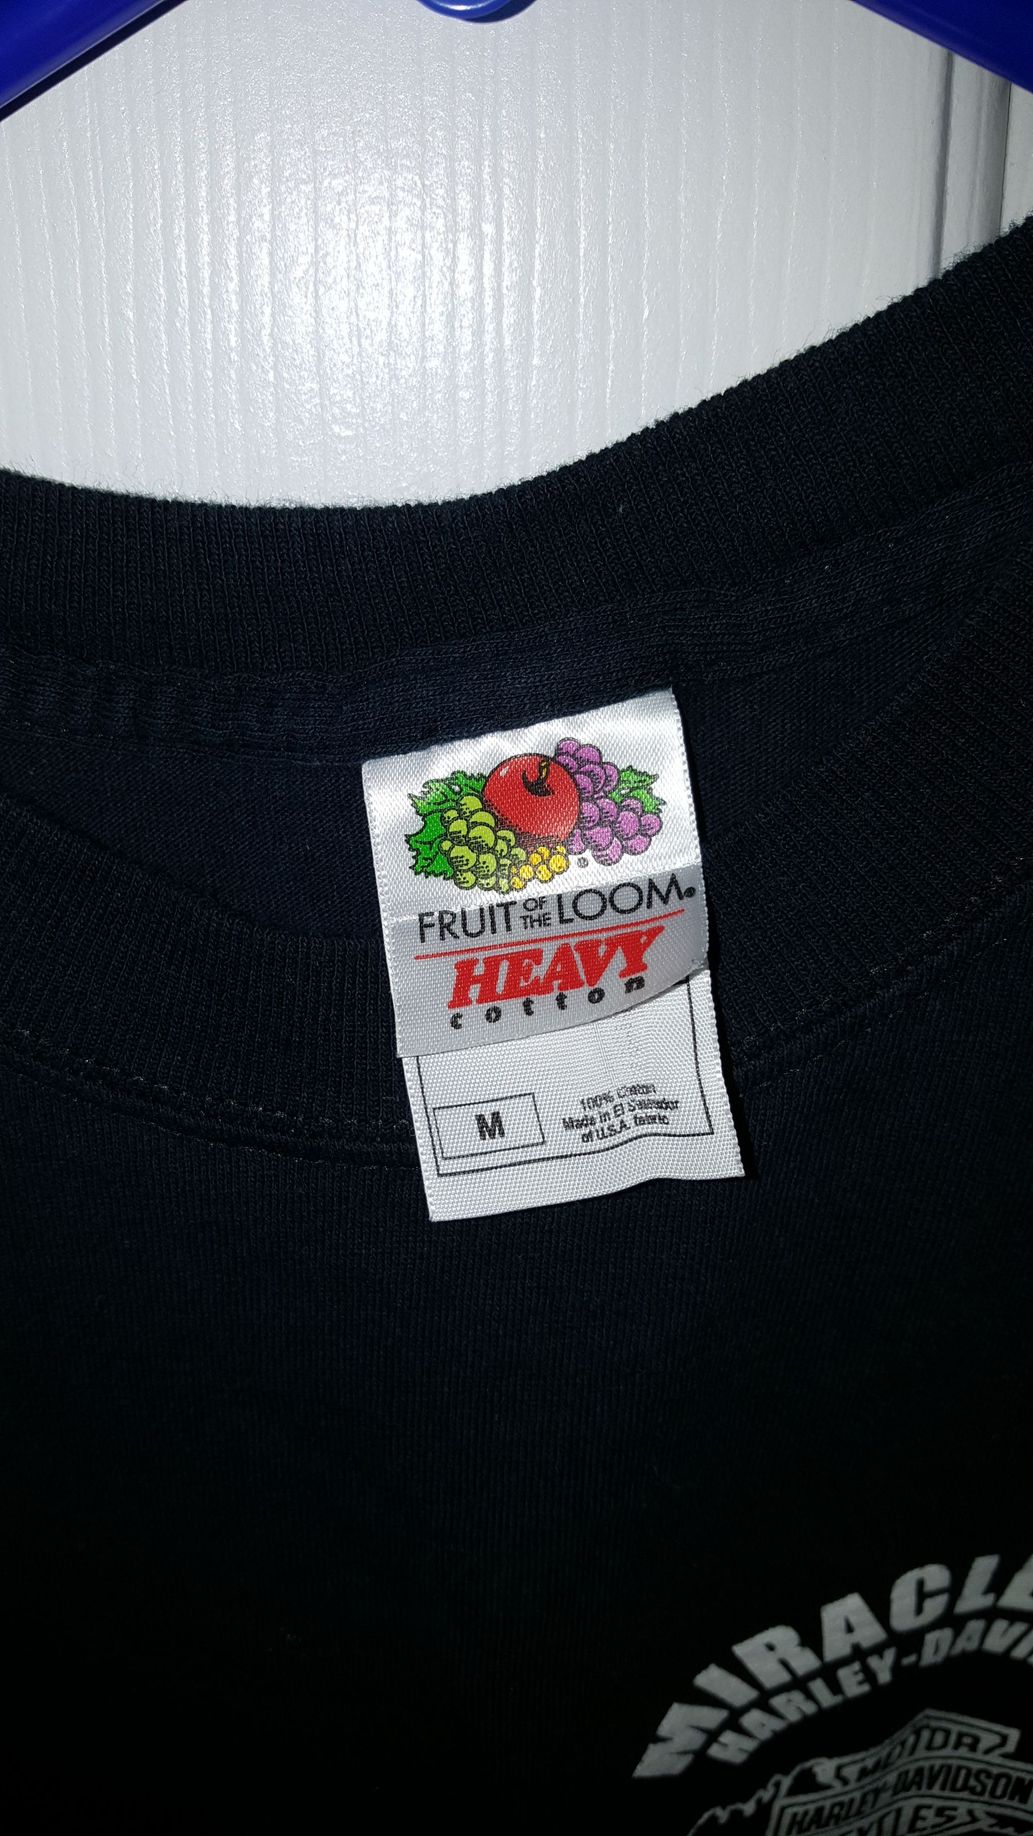 FRUIT OF THE LOOM®
HEAVY
cotton
M
100% Cotton
Made in El Salvador
of U.S.A. fabric
MIRACLE
HARLEY-DAVI
MOTOR
HARLEY-DAVIDSON
CLES